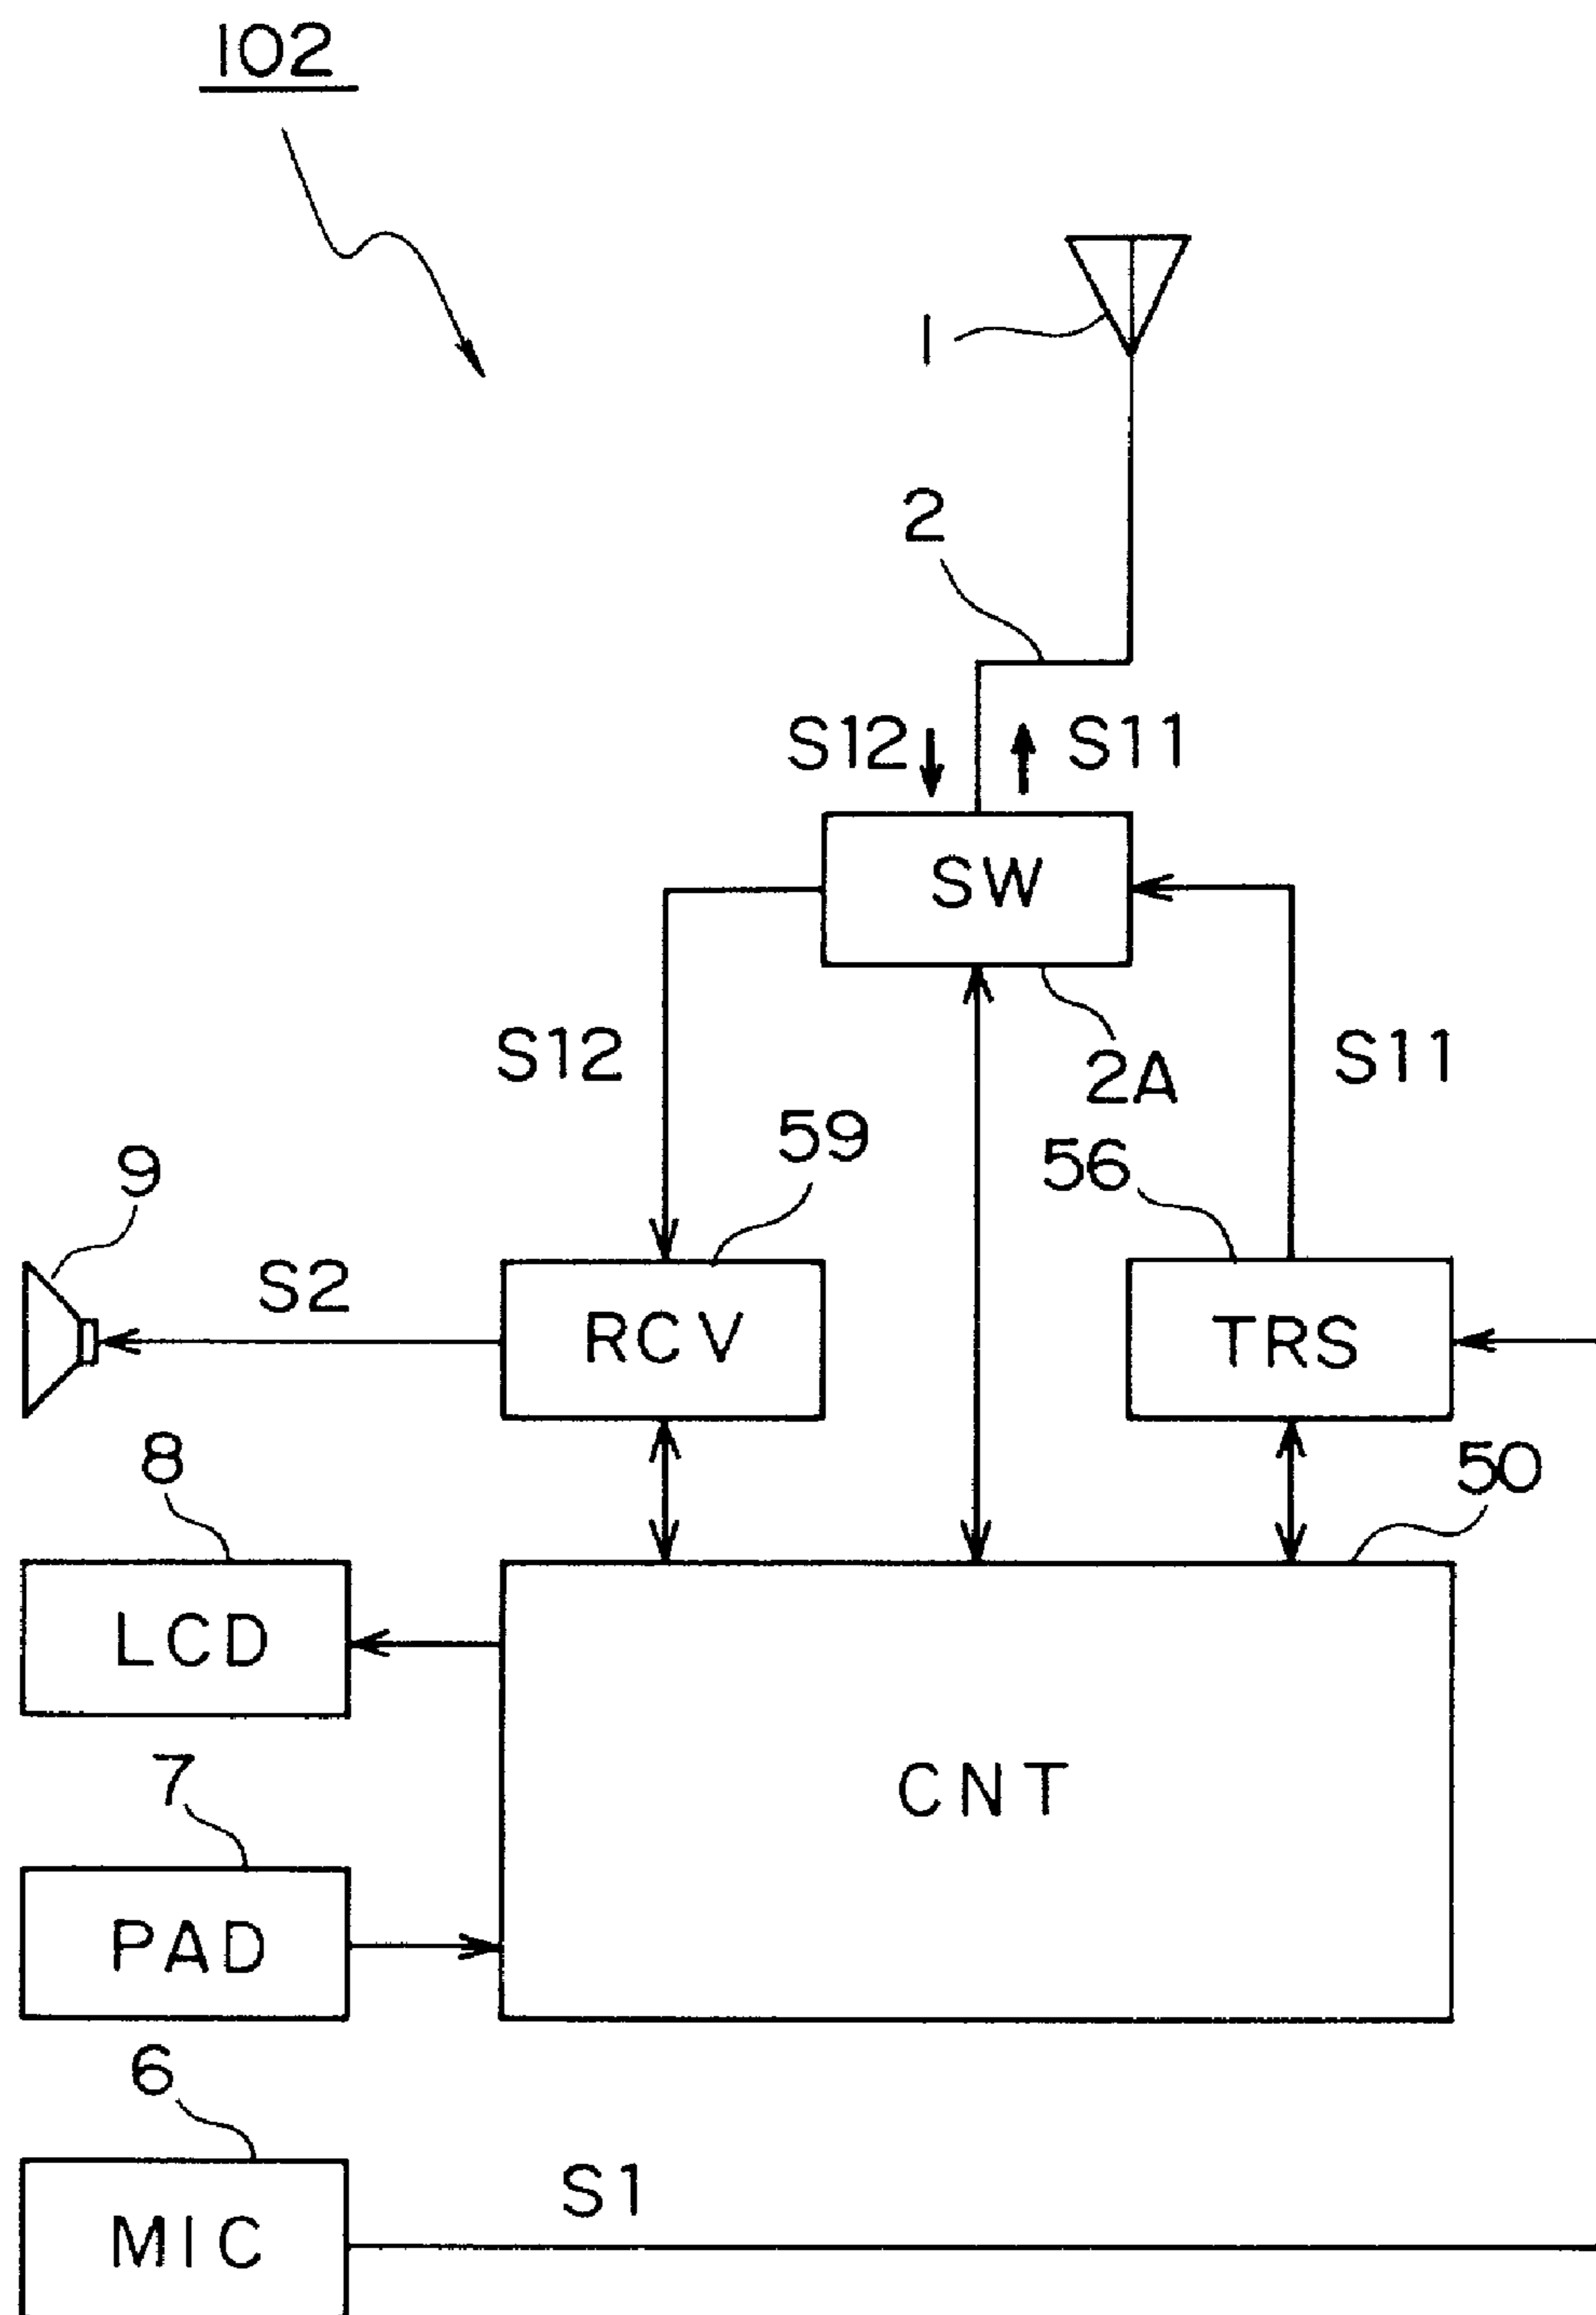 102
1
2
S12 S11
SW
S12 2A S11
59 56
9
S2
RCV TRS
8 50
LCD
CNT
7
PAD
6
S1
MIC